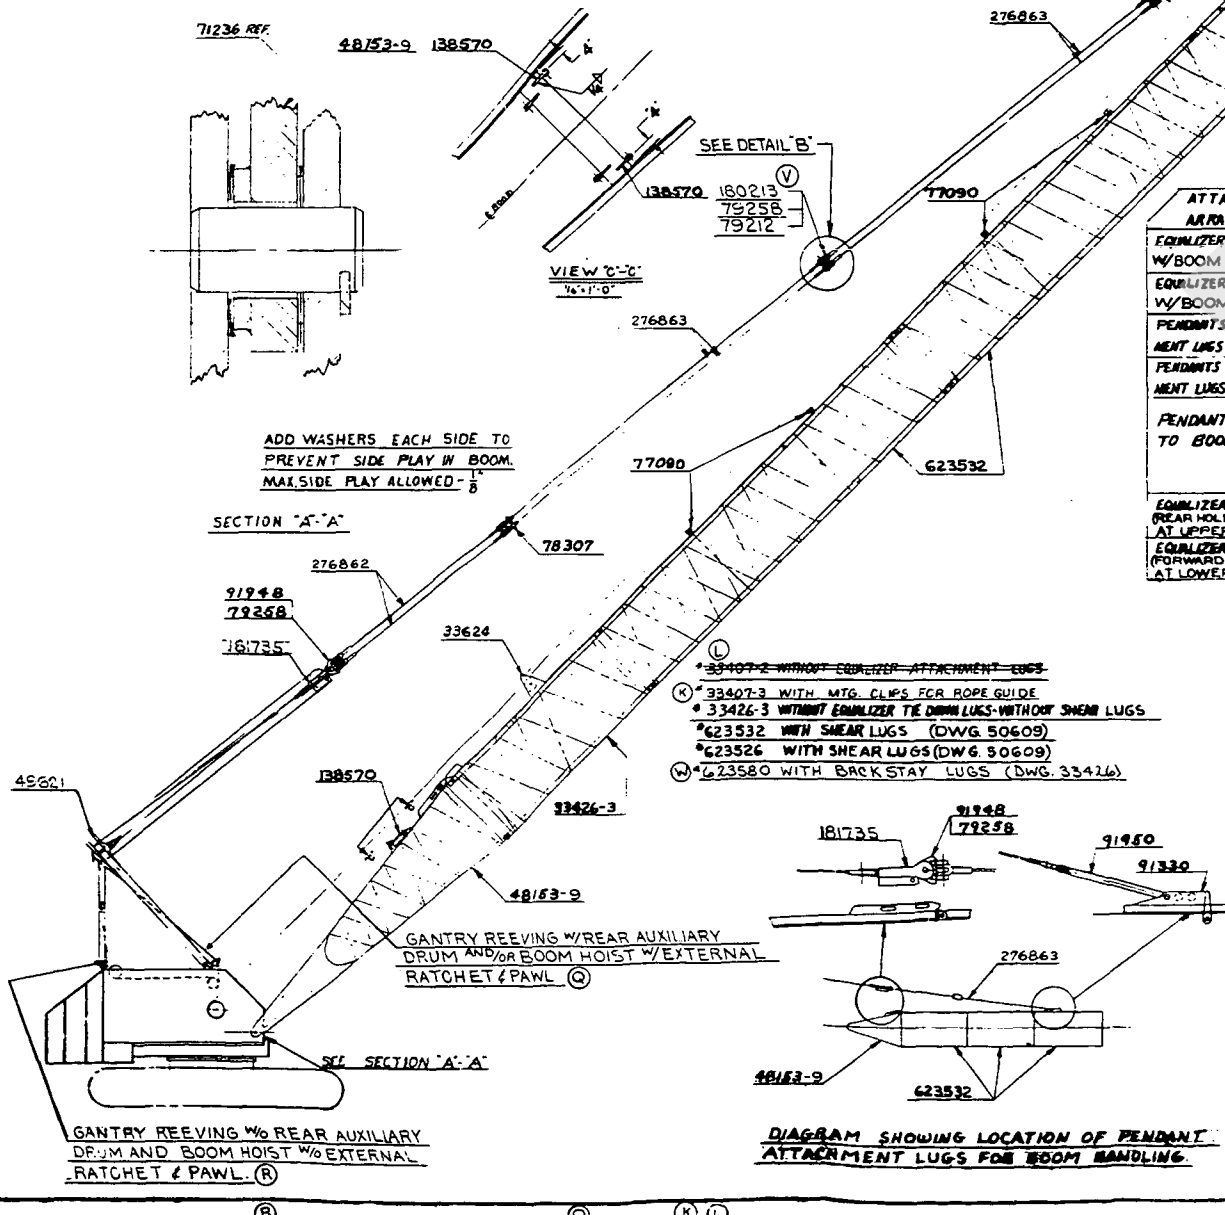 71236 REF.
48153-9 138570
276863
SEE DETAIL "B"
138570
180213
79258
79212
V
77090
VIEW "C"-"C"
276863
ADD WASHERS EACH SIDE TO
PREVENT SIDE PLAY IN BOOM.
MAX. SIDE PLAY ALLOWED - 1/8"
SECTION "A"-"A"
77090
623532
78307
276862
91948
79258
181735
33624
L
*33407-2 WITHOUT EQUALIZER ATTACHMENT LUGS
K *33407-3 WITH MTG. CLIPS FOR ROPE GUIDE
*33426-3 WITHOUT EQUALIZER TIE DOWN LUGS-WITHOUT SHEAR LUGS
*623532 WITH SHEAR LUGS (DWG. 50609)
*623526 WITH SHEAR LUGS (DWG. 50609)
W *623580 WITH BACKSTAY LUGS (DWG. 33426)
138570
33426-3
48153-9
GANTRY REEVING W/REAR AUXILIARY
DRUM AND/OR BOOM HOIST W/EXTERNAL
RATCHET & PAWL Q
SEE SECTION "A"-"A"
GANTRY REEVING W/O REAR AUXILIARY
DRUM AND BOOM HOIST W/O EXTERNAL
RATCHET & PAWL. R
ATTA
ARRA
EQUALIZER
W/BOOM
EQUALIZER
W/BOOM
PENDANTS
MENT LUGS
PENDANTS
MENT LUGS
PENDANT
TO BOO
EQUALIZER
(REAR HOL
AT UPPER
EQUALIZER
(FORWARD
AT LOWER
181735
91948
79258
91950
91330
276863
48153-9
623532
DIAGRAM SHOWING LOCATION OF PENDANT
ATTACHMENT LUGS FOR BOOM HANDLING.